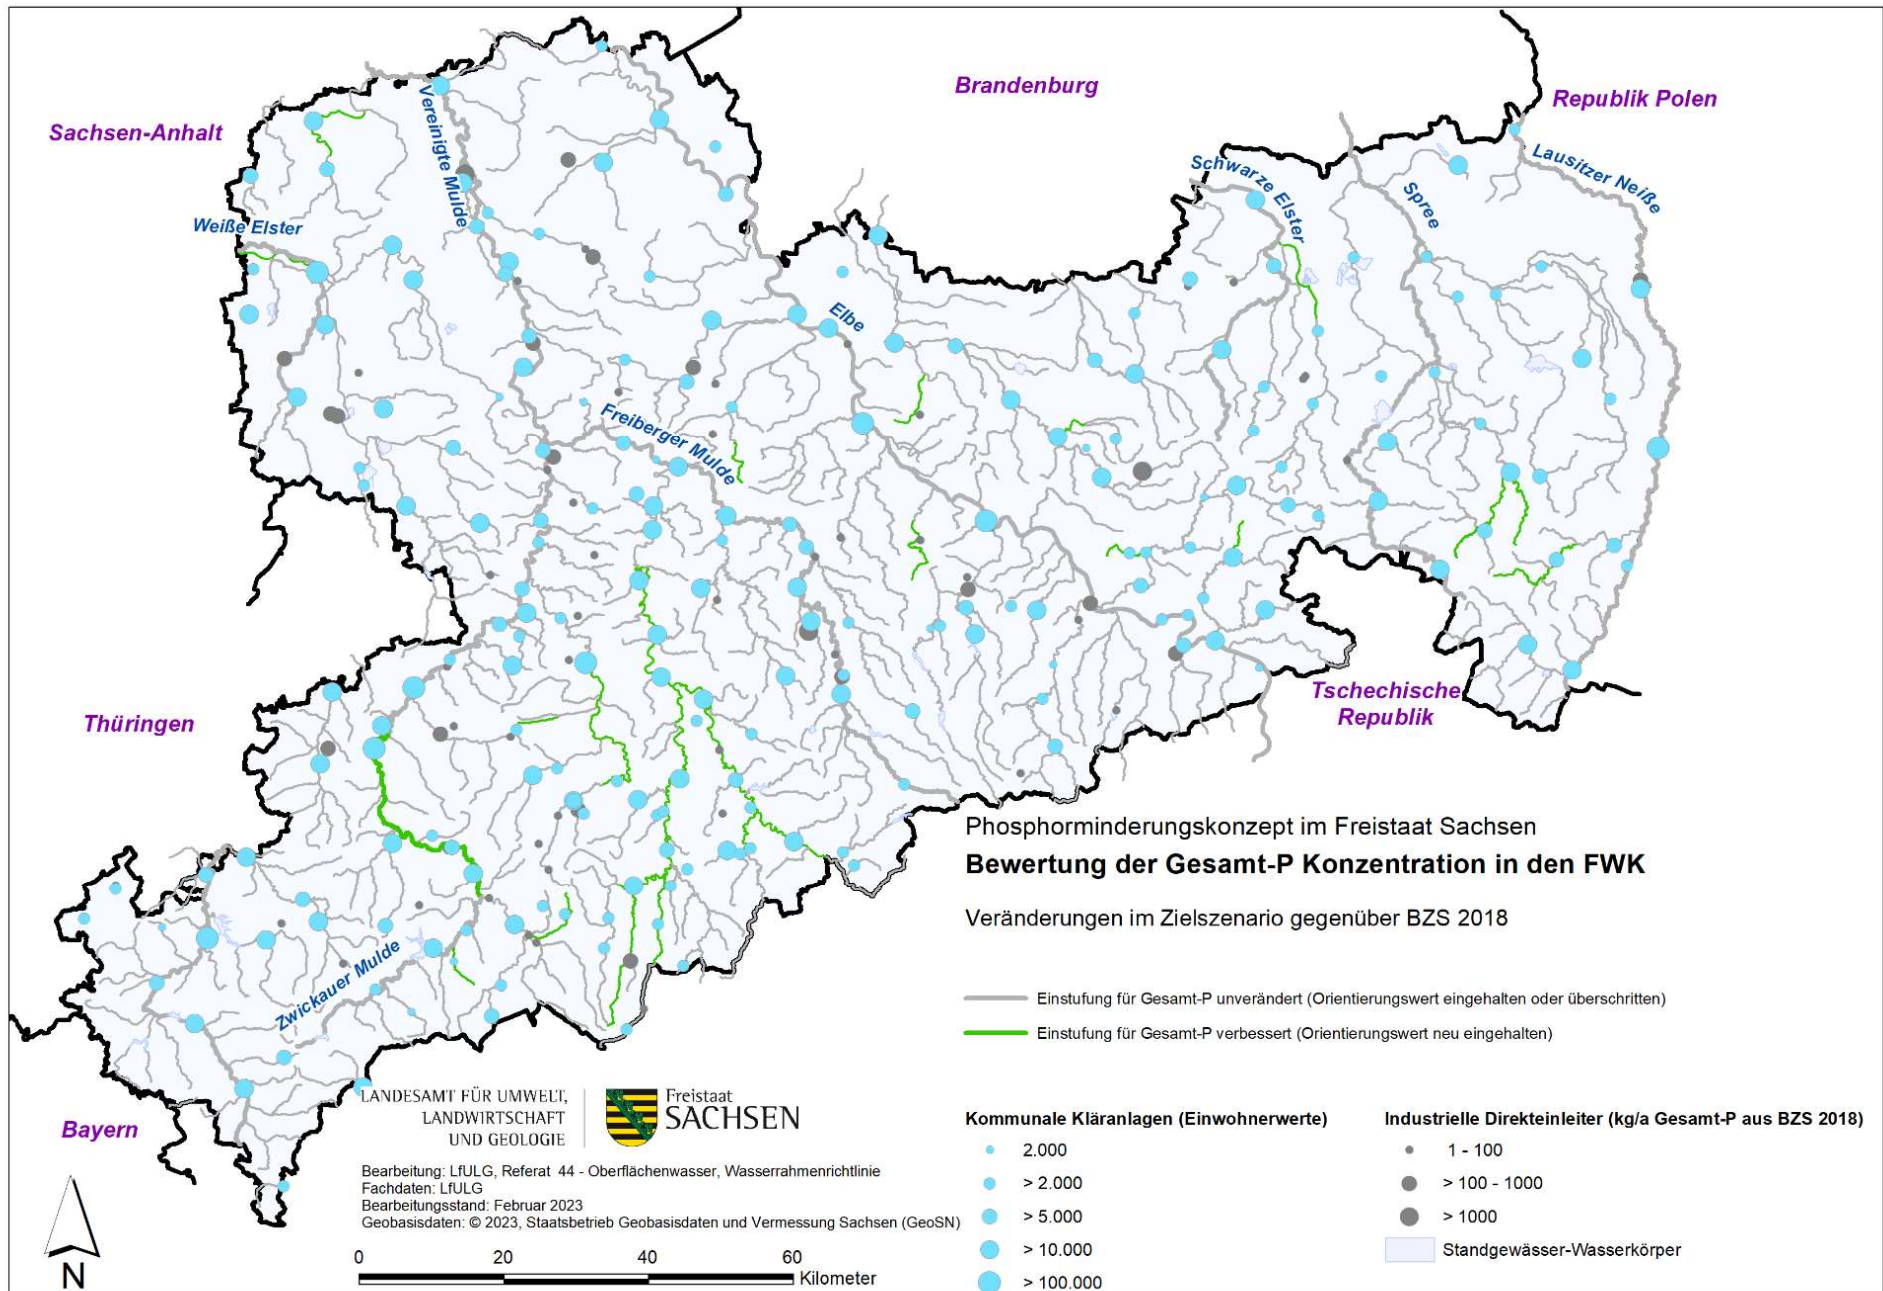 Brandenburg
Republik Polen
Sachsen-Anhalt
Vereinigte Mulde
Schwarze Elster
Lausitzer Neiße
Spree
Weiße Elster
Elbe
Freiberger Mulde
Tschechische
Republik
Thüringen
Zwickauer Mulde
Bayern
Phosphorminderungskonzept im Freistaat Sachsen
Bewertung der Gesamt-P Konzentration in den FWK
Veränderungen im Zielszenario gegenüber BZS 2018
Einstufung für Gesamt-P unverändert (Orientierungswert eingehalten oder überschritten)
Einstufung für Gesamt-P verbessert (Orientierungswert neu eingehalten)
Kommunale Kläranlagen (Einwohnerwerte)
2.000
> 2.000
> 5.000
> 10.000
> 100.000
Industrielle Direkteinleiter (kg/a Gesamt-P aus BZS 2018)
1 - 100
> 100 - 1000
> 1000
Standgewässer-Wasserkörper
LANDESAMT FÜR UMWELT,
LANDWIRTSCHAFT
UND GEOLOGIE
Freistaat
SACHSEN
Bearbeitung: LfULG, Referat 44 - Oberflächenwasser, Wasserrahmenrichtlinie
Fachdaten: LfULG
Bearbeitungsstand: Februar 2023
Geobasisdaten: © 2023, Staatsbetrieb Geobasisdaten und Vermessung Sachsen (GeoSN)
0 20 40 60
Kilometer
N